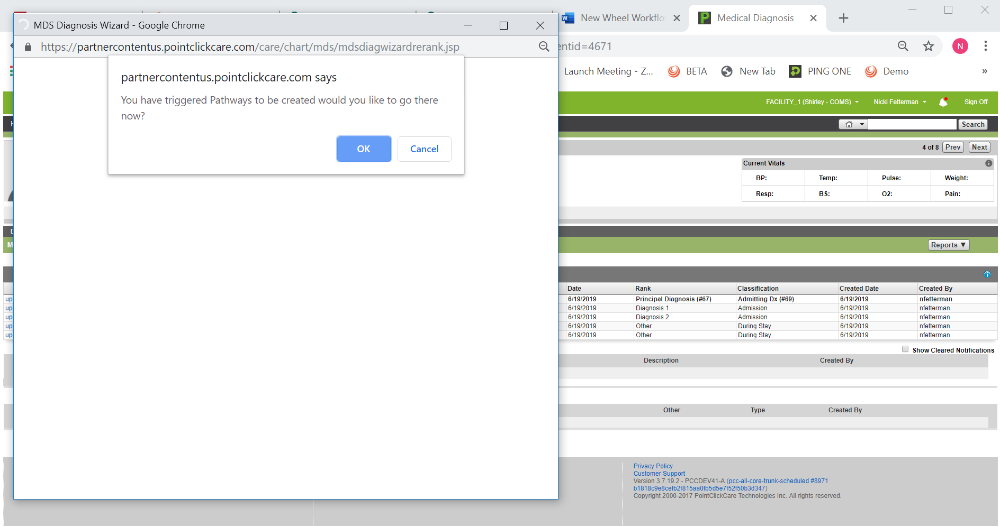 MDS Diagnosis Wizard - Google Chrome
New Wheel Workflo
Medical Diagnosis
https://partnercontentus.pointclickcare.com/care/chart/mds/mdsdiagwizardrerank.jsp
entid=4671
N
Launch Meeting - Z...
BETA
New Tab
PING ONE
Demo
»
partnercontentus.pointclickcare.com says
You have triggered Pathways to be created would you like to go there
now?
OK
Cancel
FACILITY_1 (Shirley - COMS)
Nicki Fetterman
Sign Off
Search
4 of 8
Prev
Next
Current Vitals
BP:
Temp:
Pulse:
Weight:
Resp:
BS:
O2:
Pain:
M
Reports ▼
Date
Rank
Classification
Created Date
Created By
upd 6/19/2019 Principal Diagnosis (#67) Admitting Dx (#69) 6/19/2019 nfetterman
upd 6/19/2019 Diagnosis 1 Admission 6/19/2019 nfetterman
upd 6/19/2019 Diagnosis 2 Admission 6/19/2019 nfetterman
upd 6/19/2019 Other During Stay 6/19/2019 nfetterman
upd 6/19/2019 Other During Stay 6/19/2019 nfetterman
Show Cleared Notifications
Description
Created By
Other
Type
Created By
Privacy Policy
Customer Support
Version 3.7.19.2 - PCCDEV41-A (pcc-all-core-trunk-scheduled #8971
b1818c9e8cefb2f815aa0fb5d5e7f52f50b3d347)
Copyright 2000-2017 PointClickCare Technologies Inc. All rights reserved.